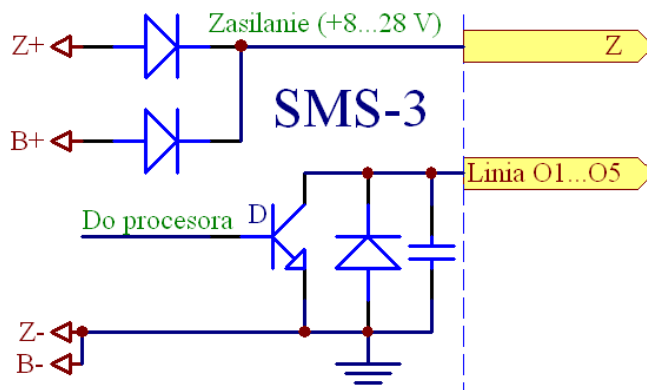 Zasilanie (+8...28 V)
Z+
Z
SMS-3
B+
Linia O1...O5
Do procesora
D
Z-
B-